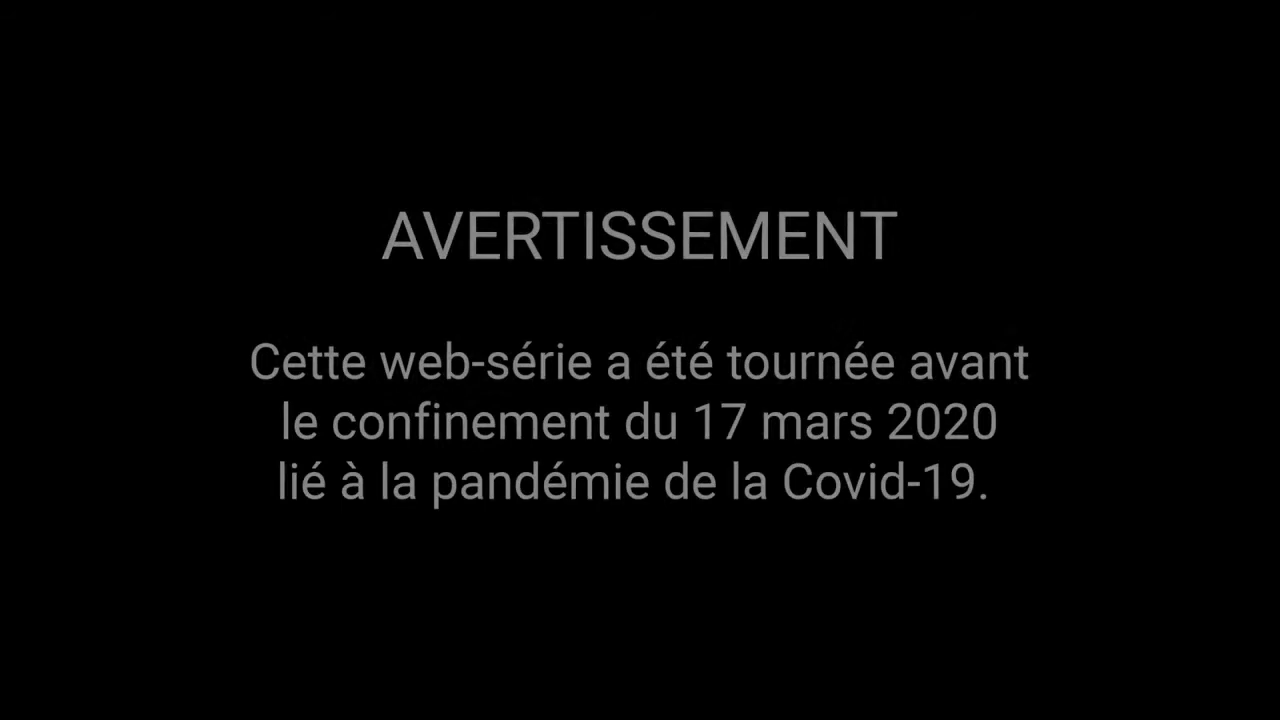 AVERTISSEMENT
Cette web-série a été tournée avant
le confinement du 17 mars 2020
lié à la pandémie de la Covid-19.